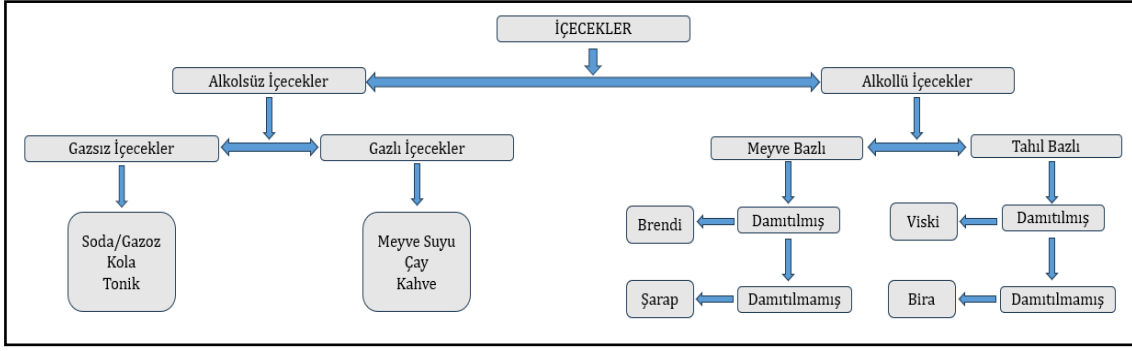 İÇECEKLER
Alkolsüz İçecekler
Alkollü İçecekler
Gazsız İçecekler
Gazlı İçecekler
Meyve Bazlı
Tahıl Bazlı
Soda/Gazoz
Kola
Tonik
Meyve Suyu
Çay
Kahve
Brendi
Damıtılmış
Viski
Damıtılmış
Şarap
Damıtılmamış
Bira
Damıtılmamış